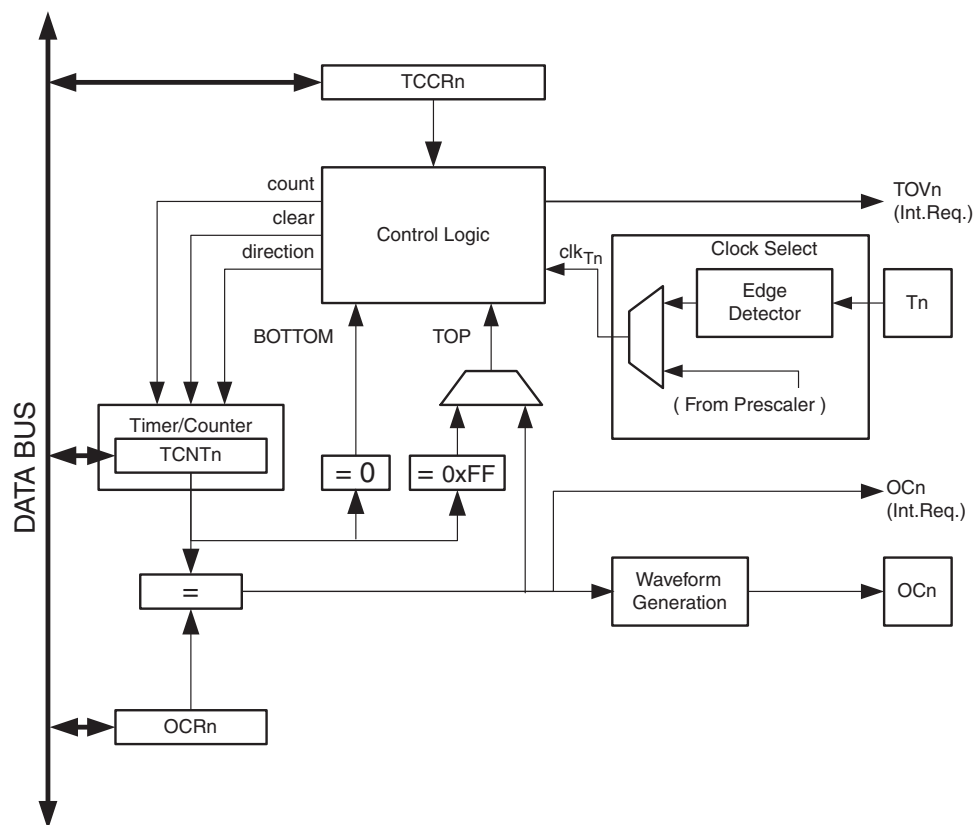 TCCRn
count
clear
direction
Control Logic
TOVn
(Int.Req.)
clkTn
Clock Select
Edge
Detector
Tn
( From Prescaler )
BOTTOM
TOP
DATA BUS
Timer/Counter
TCNTn
= 0
= 0xFF
OCn
(Int.Req.)
=
Waveform
Generation
OCn
OCRn